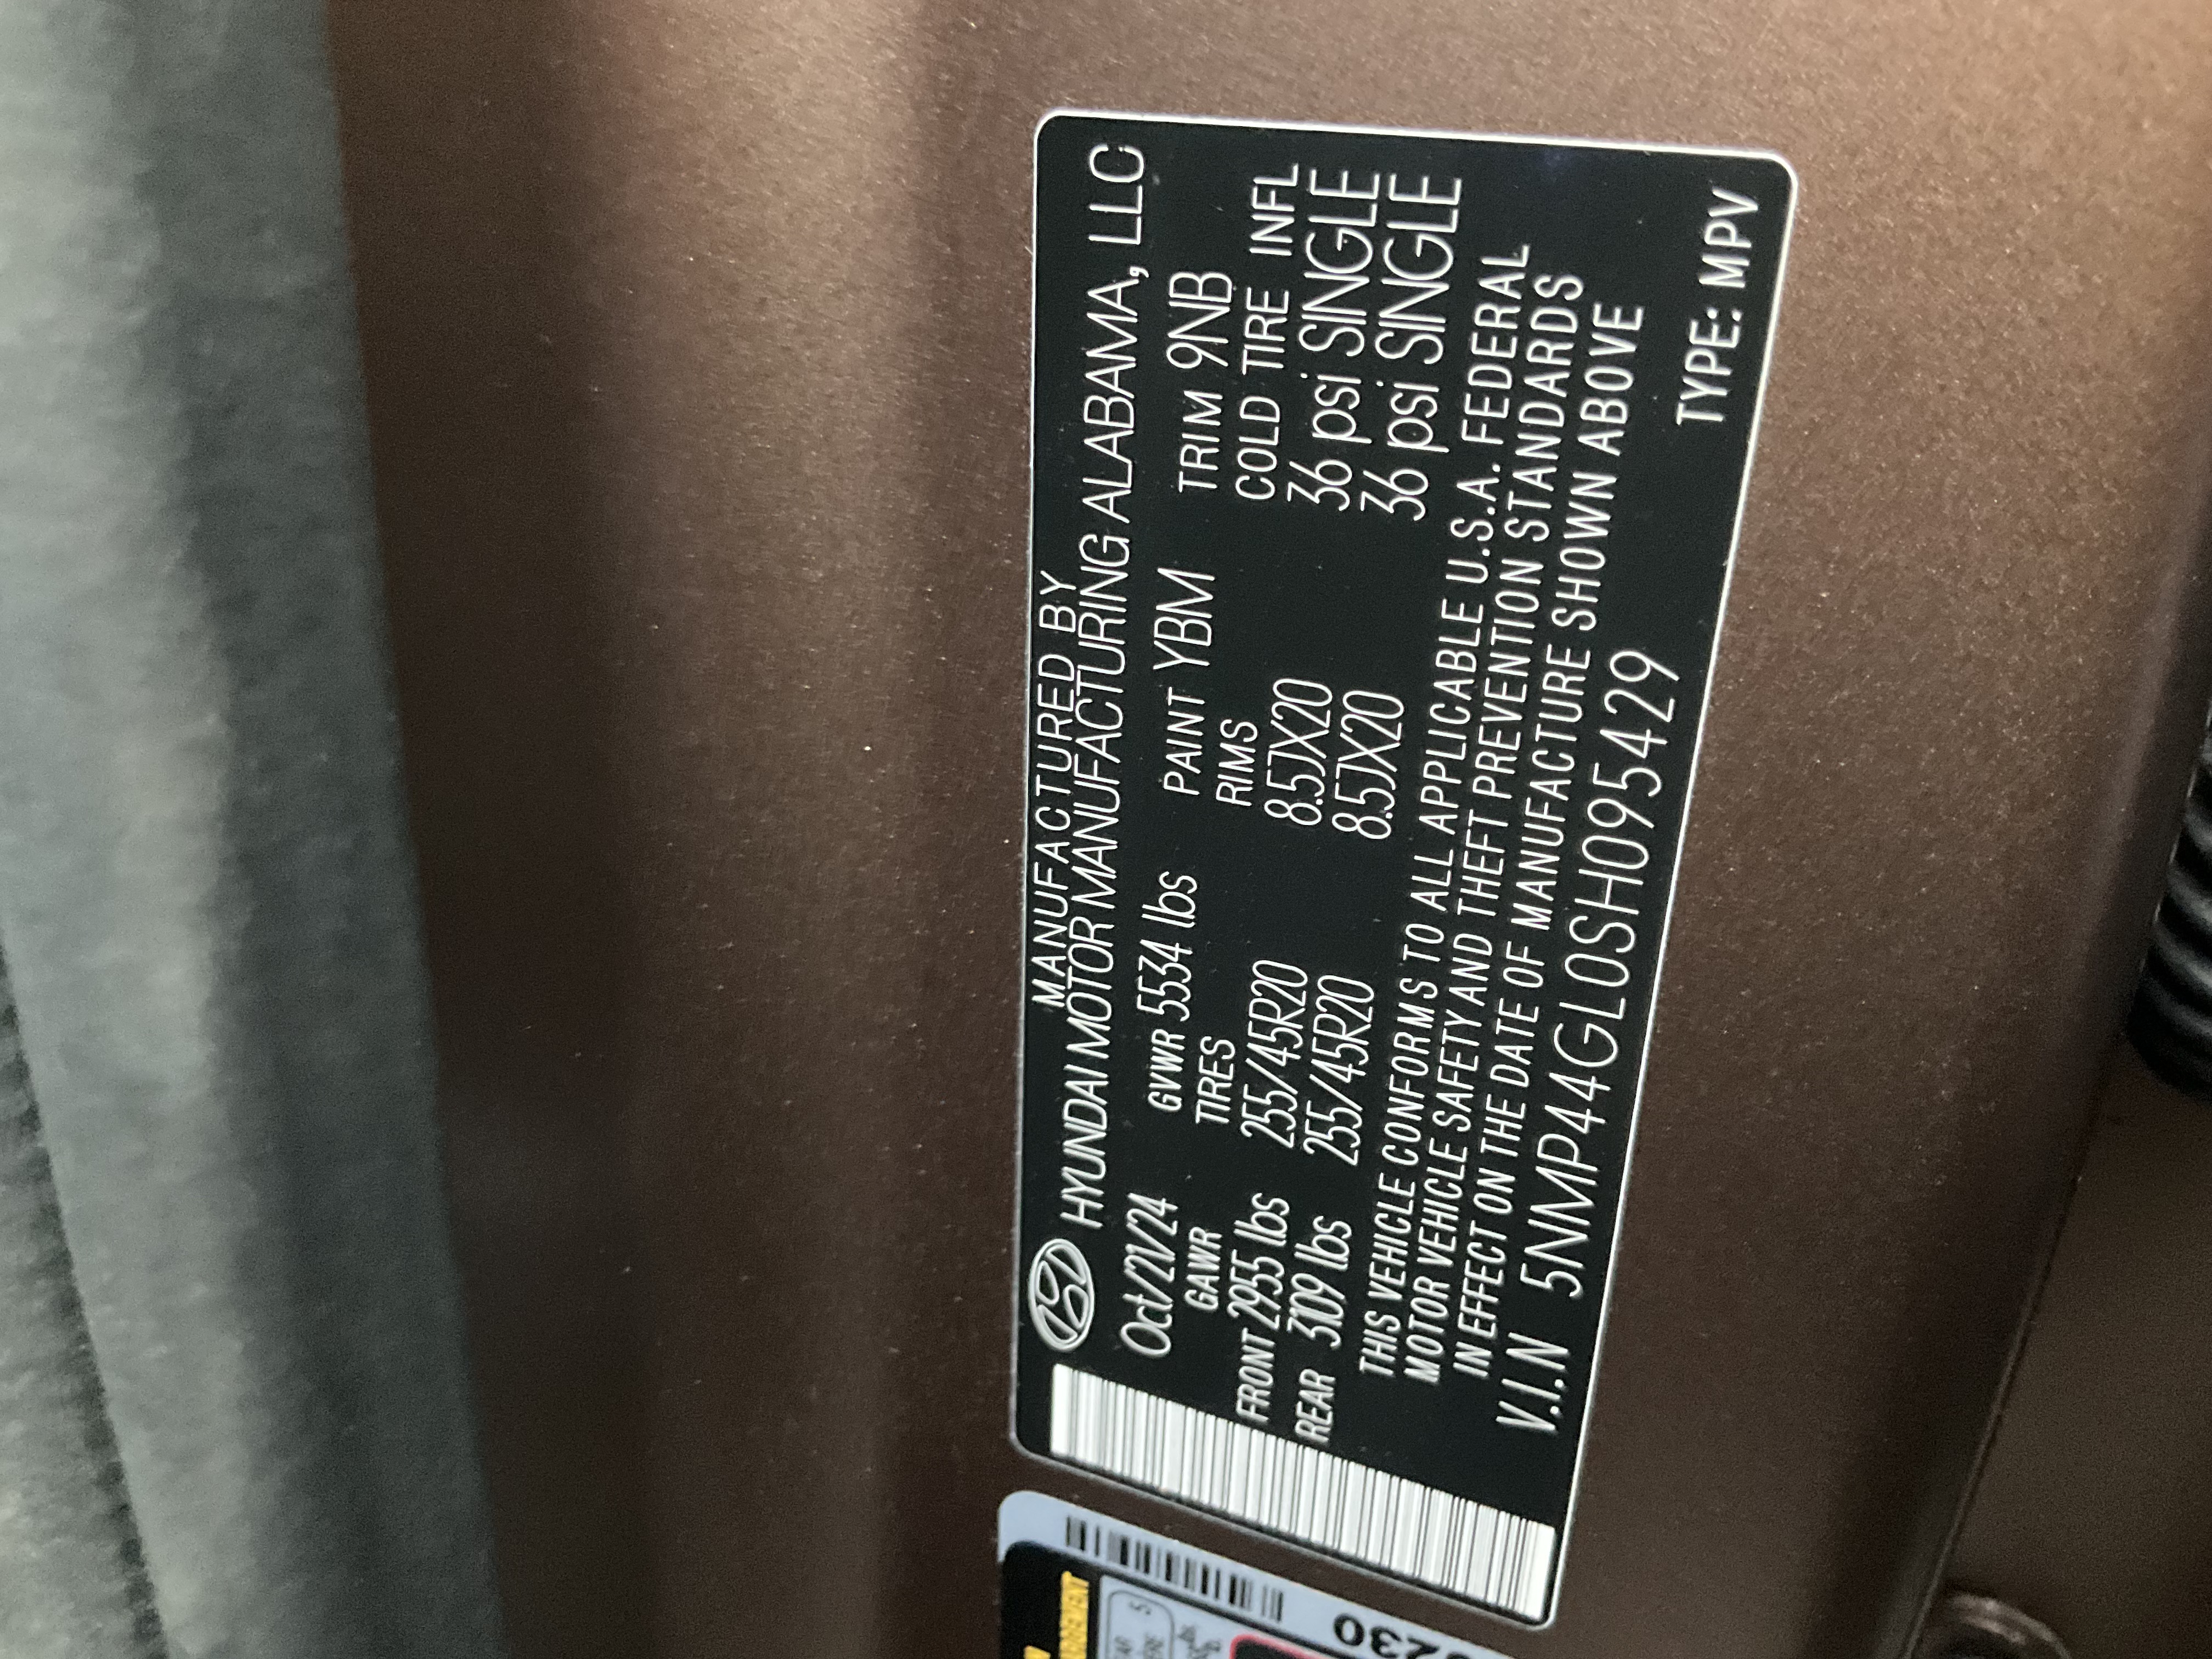 MANUFACTURED BY
HYUNDAI MOTOR MANUFACTURING ALABAMA, LLC
Oct/21/24 GVWR 5534 lbs PAINT YBM TRIM 9NB
GAWR TIRES RIMS COLD TIRE INFL
FRONT 2955 lbs 255/45R20 8.5JX20 36 psi SINGLE
REAR 3109 lbs 255/45R20 8.5JX20 36 psi SINGLE
THIS VEHICLE CONFORMS TO ALL APPLICABLE U.S.A. FEDERAL
MOTOR VEHICLE SAFETY AND THEFT PREVENTION STANDARDS
IN EFFECT ON THE DATE OF MANUFACTURE SHOWN ABOVE
V.I.N 5NMP44GL0SH095429 TYPE: MPV